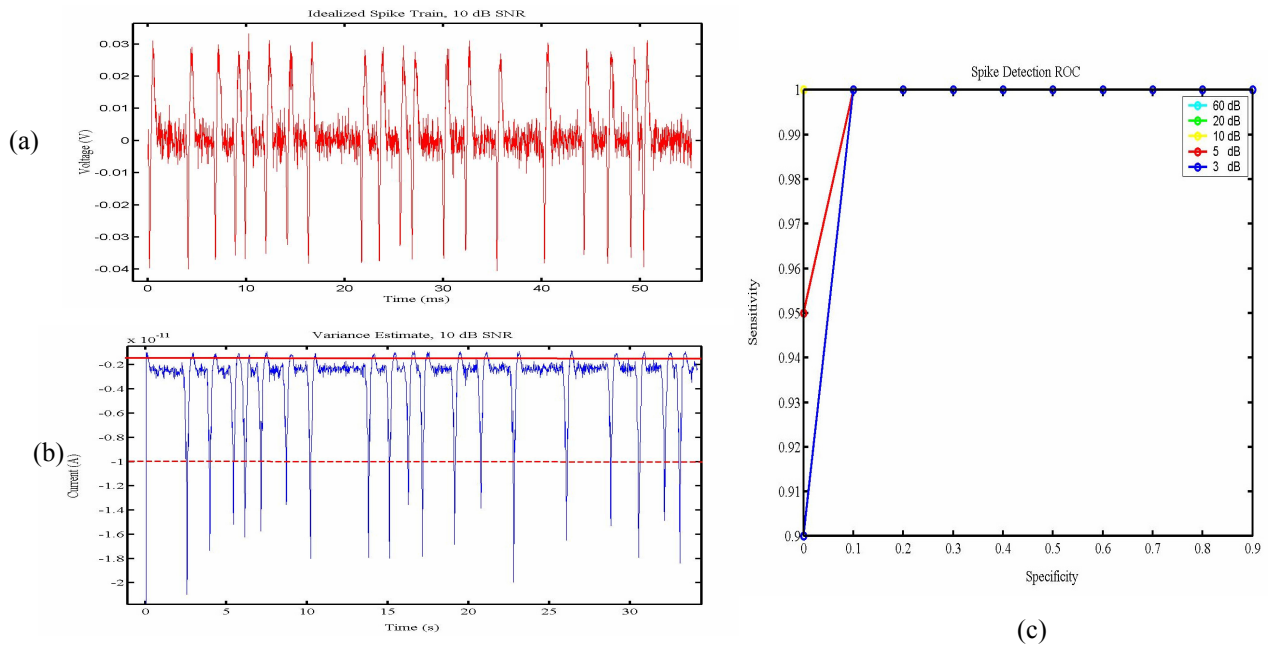 Idealized Spike Train, 10 dB SNR
(a)
Voltage (V)
0.03
0.02
0.01
0
-0.01
-0.02
-0.03
-0.04
0 10 20 30 40 50
Time (ms)
x 10^-11
Variance Estimate, 10 dB SNR
(b)
Current (A)
-0.2
-0.4
-0.6
-0.8
-1
-1.2
-1.4
-1.6
-1.8
-2
0 5 10 15 20 25 30
Time (s)
Spike Detection ROC
Sensitivity
1
0.99
0.98
0.97
0.96
0.95
0.94
0.93
0.92
0.91
0.9
60 dB
20 dB
10 dB
5 dB
3 dB
0 0.1 0.2 0.3 0.4 0.5 0.6 0.7 0.8 0.9
Specificity
(c)